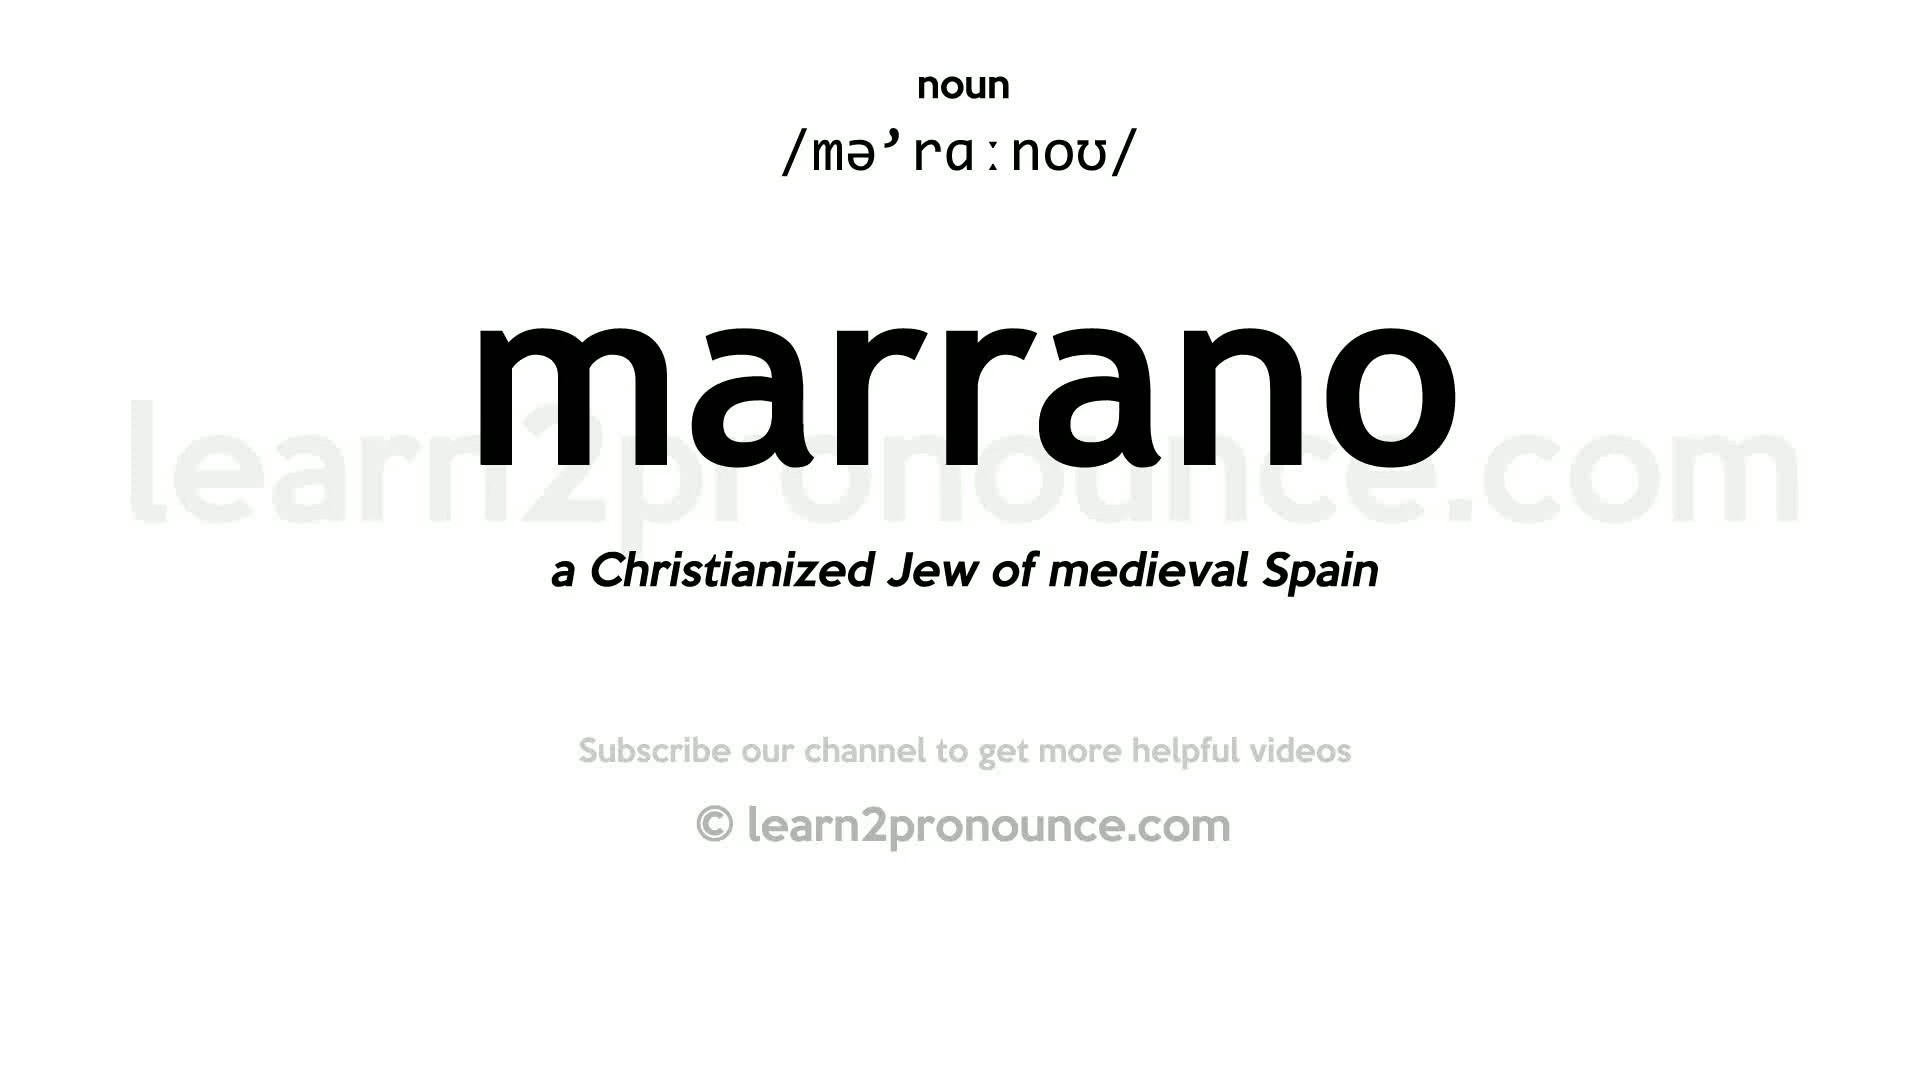 noun
/məʼrɑːnoʊ/
marrano
learn2pronounce.com
a Christianized Jew of medieval Spain
Subscribe our channel to get more helpful videos
© learn2pronounce.com